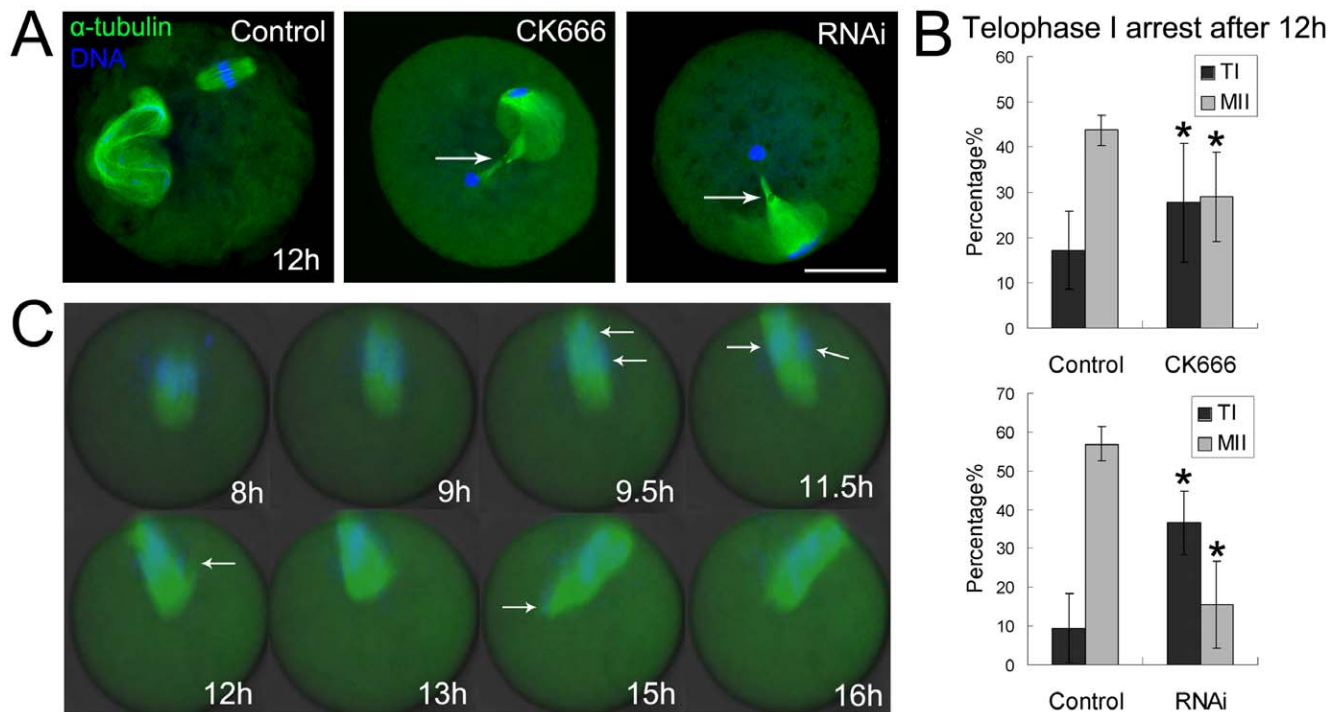 A
α-tubulin
DNA
Control
12h
CK666
RNAi
B
Telophase I arrest after 12h
Percentage%
60
50
40
30
20
10
0
TI
MII
*
*
Control CK666
Percentage%
70
60
50
40
30
20
10
0
TI
MII
*
*
Control RNAi
C
8h
9h
9.5h
11.5h
12h
13h
15h
16h